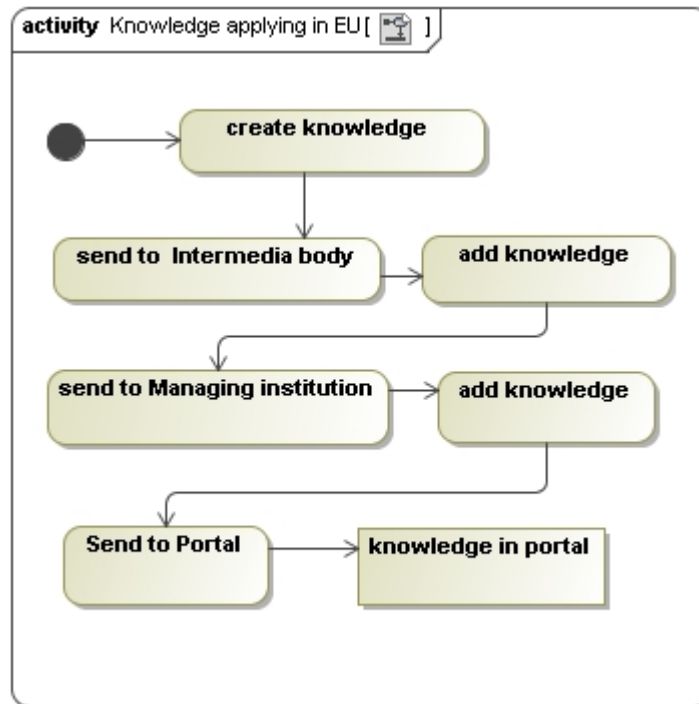 activity Knowledge applying in EU [ ]
create knowledge
send to Intermedia body
add knowledge
send to Managing institution
add knowledge
Send to Portal
knowledge in portal